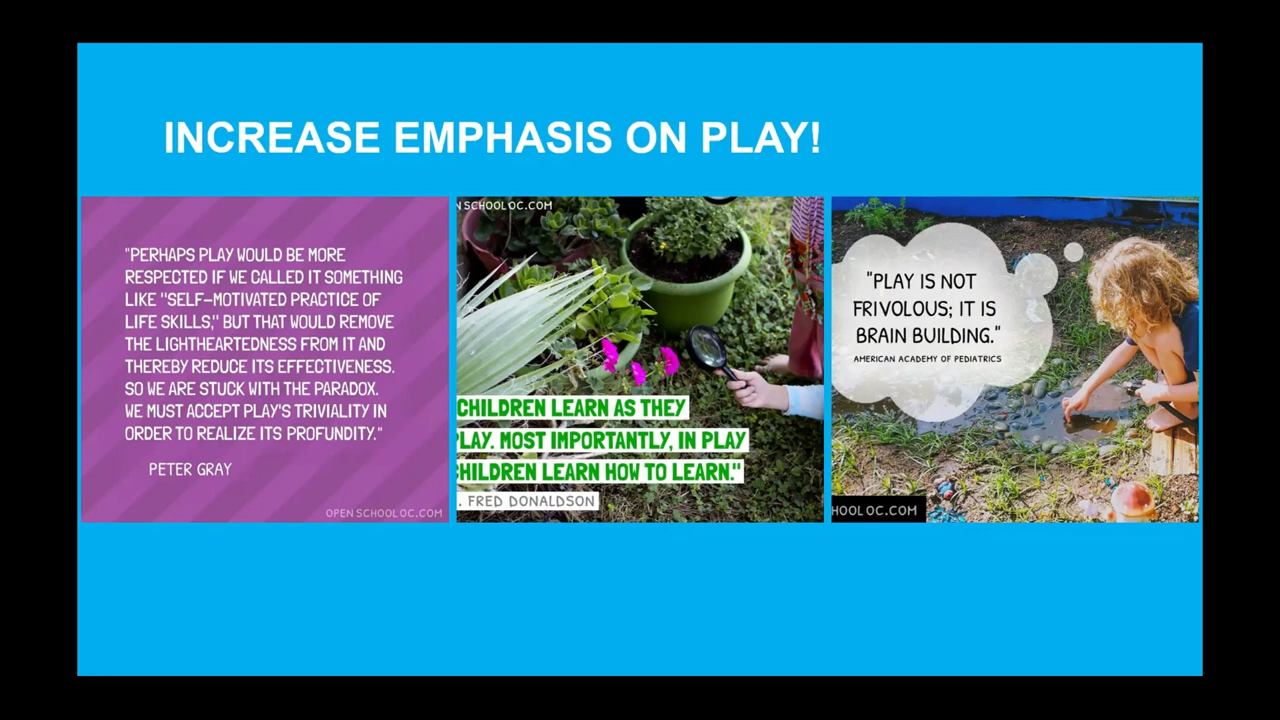 INCREASE EMPHASIS ON PLAY!
"PERHAPS PLAY WOULD BE MORE
RESPECTED IF WE CALLED IT SOMETHING
LIKE "SELF-MOTIVATED PRACTICE OF
LIFE SKILLS," BUT THAT WOULD REMOVE
THE LIGHTHEARTEDNESS FROM IT AND
THEREBY REDUCE ITS EFFECTIVENESS.
SO WE ARE STUCK WITH THE PARADOX.
WE MUST ACCEPT PLAY'S TRIVIALITY IN
ORDER TO REALIZE ITS PROFUNDITY."
PETER GRAY
OPEN SCHOOL OC.COM
N SCHOOL OC.COM
CHILDREN LEARN AS THEY
PLAY. MOST IMPORTANTLY, IN PLAY
CHILDREN LEARN HOW TO LEARN."
. FRED DONALDSON
"PLAY IS NOT
FRIVOLOUS; IT IS
BRAIN BUILDING."
AMERICAN ACADEMY OF PEDIATRICS
HOOL OC.COM